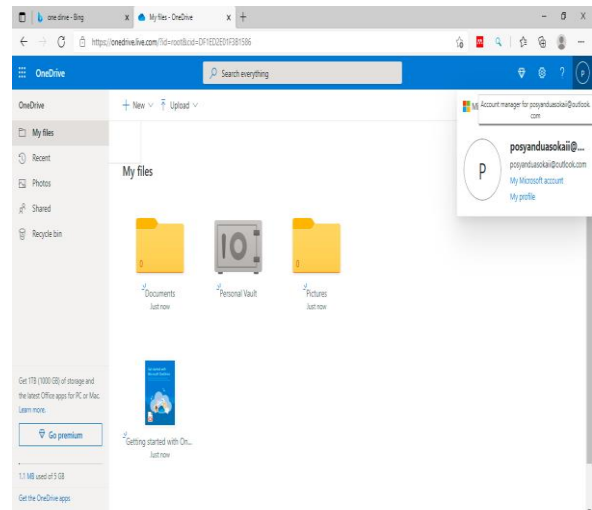 one drive - Bing
My files - OneDrive
https://onedrive.live.com/?id=root&cid=DF1ED2E01F381586
OneDrive
Search everything
?
P
OneDrive
New
Upload
My files
Recent
Photos
Shared
Recycle bin
Account manager for posyanduasokaii@outlook.
com
P
posyanduasokaii@...
posyanduasokaii@outlook.com
My Microsoft account
My profile
My files
0
0
Documents
Just now
Personal Vault
Pictures
Just now
Getting started with On...
Just now
Get 1TB (1000 GB) of storage and
the latest Office apps for PC or Mac.
Learn more.
Go premium
1.1 MB used of 5 GB
Get the OneDrive apps